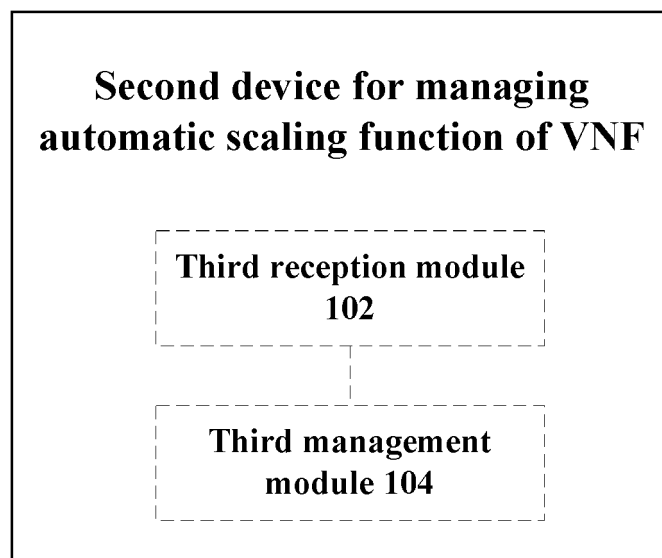 Second device for managing
automatic scaling function of VNF
Third reception module
102
Third management
module 104